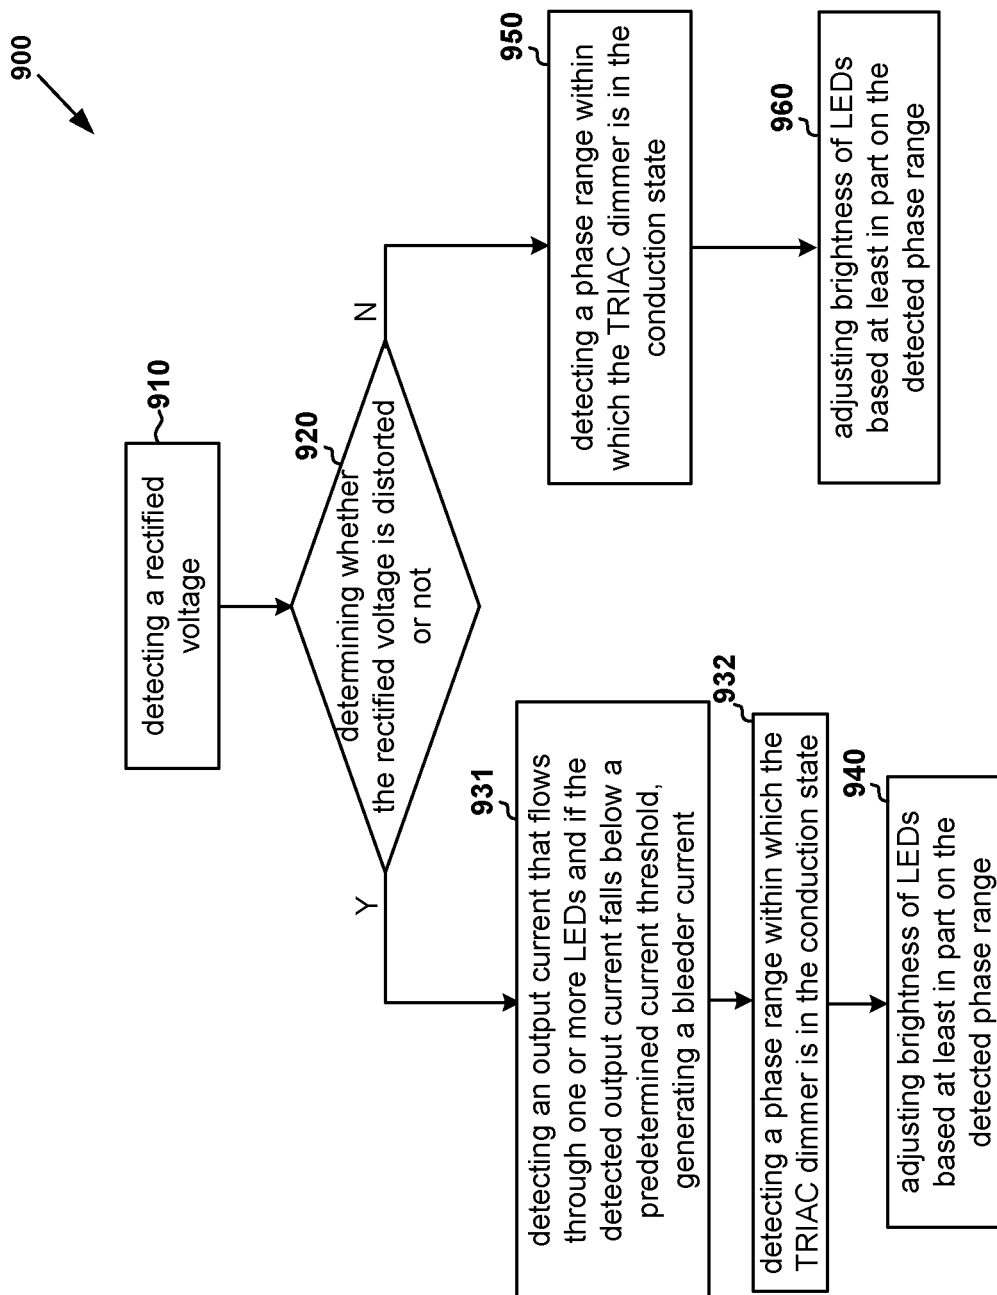 900
910
detecting a rectified
voltage
920
determining whether
the rectified voltage is distorted
or not
Y
N
931
detecting an output current that flows
through one or more LEDs and if the
detected output current falls below a
predetermined current threshold,
generating a bleeder current
932
detecting a phase range within which the
TRIAC dimmer is in the conduction state
940
adjusting brightness of LEDs
based at least in part on the
detected phase range
950
detecting a phase range within
which the TRIAC dimmer is in the
conduction state
960
adjusting brightness of LEDs
based at least in part on the
detected phase range